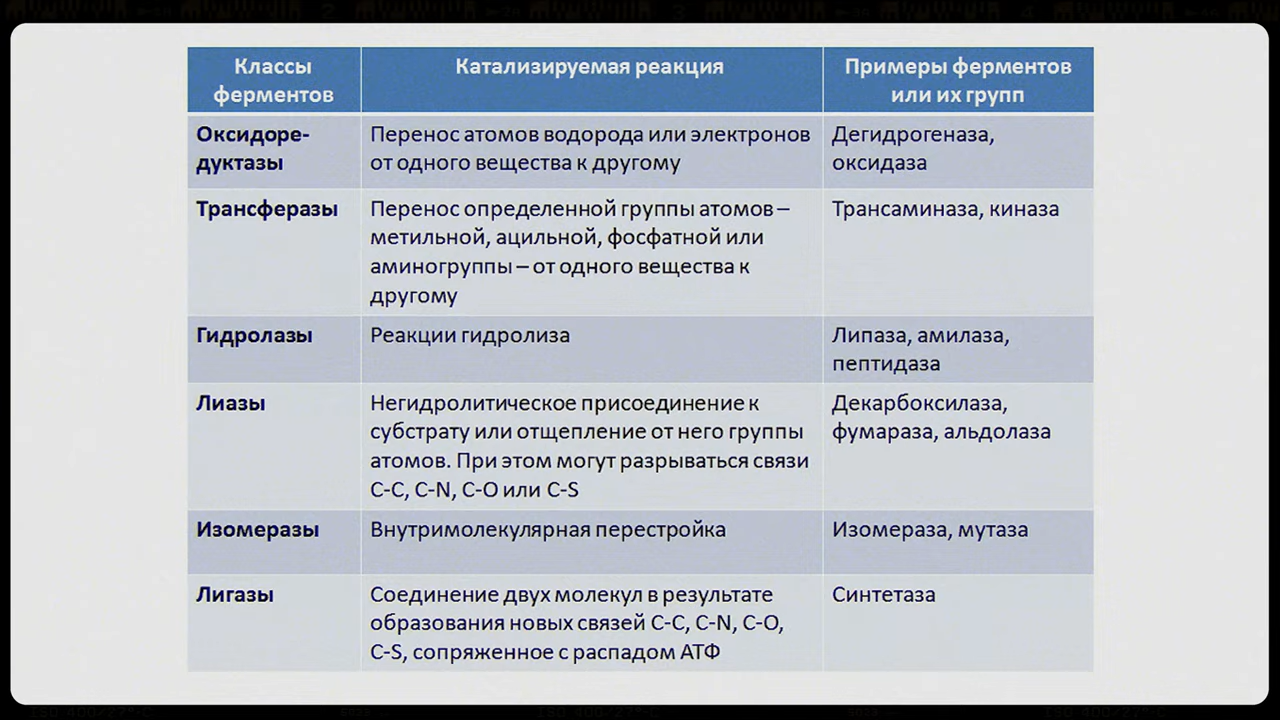 Классы
ферментов
Катализируемая реакция
Примеры ферментов
или их групп
Оксидоре-
дуктазы
Перенос атомов водорода или электронов
от одного вещества к другому
Дегидрогеназа,
оксидаза
Трансферазы
Перенос определенной группы атомов –
метильной, ацильной, фосфатной или
аминогруппы – от одного вещества к
другому
Трансаминаза, киназа
Гидролазы
Реакции гидролиза
Липаза, амилаза,
пептидаза
Лиазы
Негидролитическое присоединение к
субстрату или отщепление от него группы
атомов. При этом могут разрываться связи
C-C, C-N, C-O или C-S
Декарбоксилаза,
фумараза, альдолаза
Изомеразы
Внутримолекулярная перестройка
Изомераза, мутаза
Лигазы
Соединение двух молекул в результате
образования новых связей C-C, C-N, C-O,
C-S, сопряженное с распадом АТФ
Синтетаза